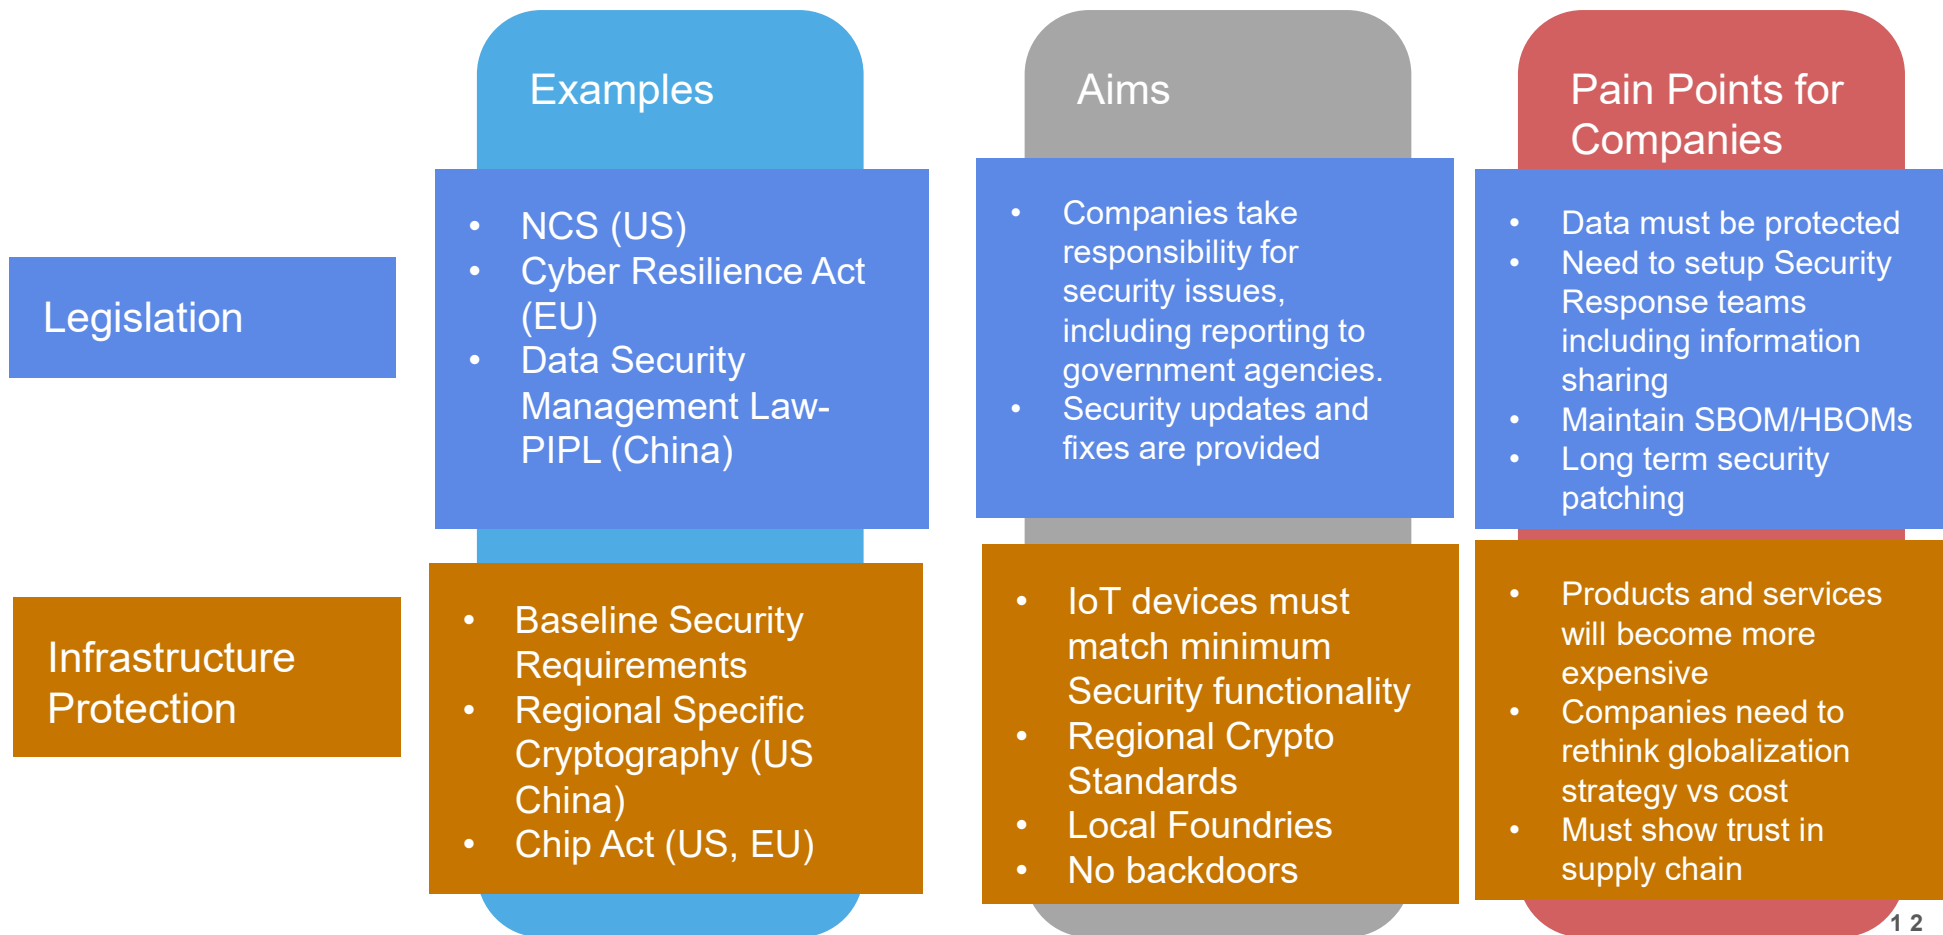 Examples
Aims
Pain Points for
Companies
Legislation
• NCS (US)
• Cyber Resilience Act
(EU)
• Data Security
Management Law-
PIPL (China)
• Companies take
responsibility for
security issues,
including reporting to
government agencies.
• Security updates and
fixes are provided
• Data must be protected
• Need to setup Security
Response teams
including information
sharing
• Maintain SBOM/HBOMs
• Long term security
patching
Infrastructure
Protection
• Baseline Security
Requirements
• Regional Specific
Cryptography (US
China)
• Chip Act (US, EU)
• IoT devices must
match minimum
Security functionality
• Regional Crypto
Standards
• Local Foundries
• No backdoors
• Products and services
will become more
expensive
• Companies need to
rethink globalization
strategy vs cost
• Must show trust in
supply chain
12